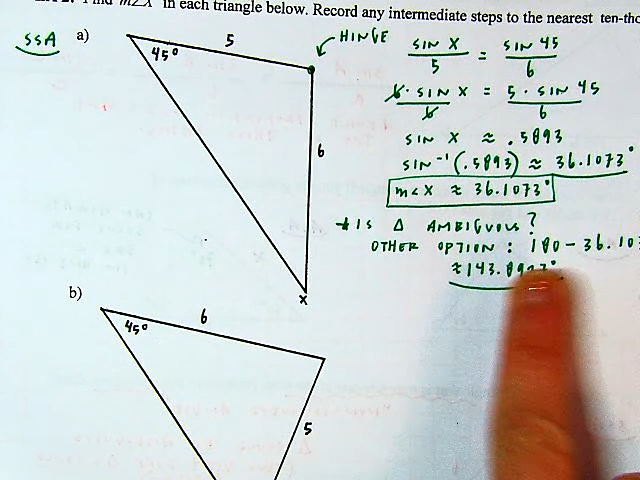 in each triangle below. Record any intermediate steps to the nearest
SSA a) 5 HINGE
45°
6
x
sin x / 5 = sin 45 / 6
6 · sin x / 6 = 5 · sin 45 / 6
sin x ≈ .5893
sin⁻¹(.5893) ≈ 36.1073°
m∠x ≈ 36.1073°
* IS Δ AMBIGUOUS?
OTHER OPTION: 180 - 36.10
≈ 143.8927°
b) 6
45°
5